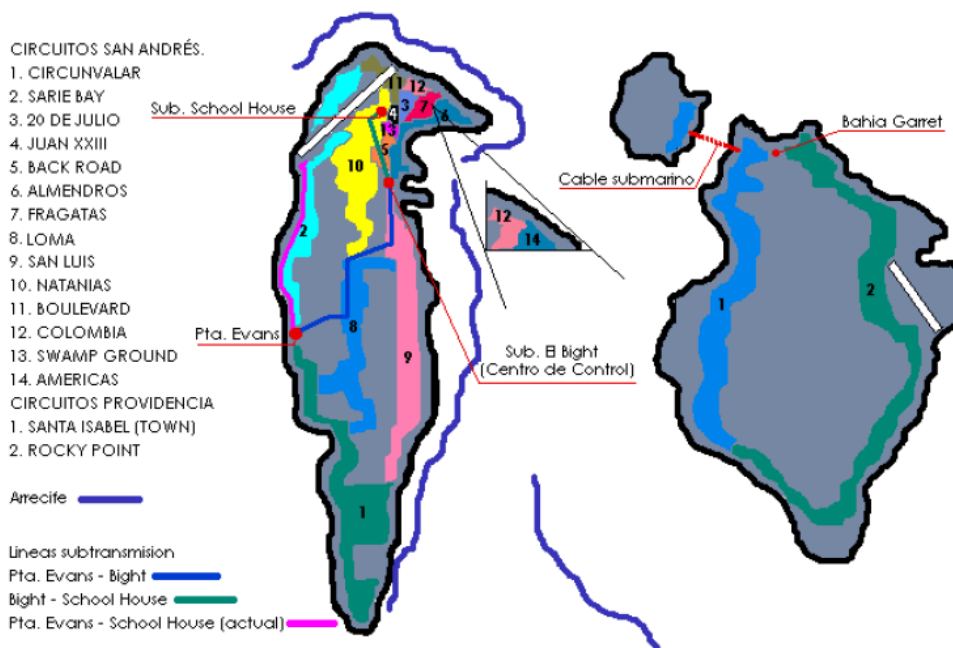 CIRCUITOS SAN ANDRÉS.
1. CIRCUNVALAR
2. SARIE BAY
3. 20 DE JULIO
4. JUAN XXIII
5. BACK ROAD
6. ALMENDROS
7. FRAGATAS
8. LOMA
9. SAN LUIS
10. NATANIAS
11. BOULEVARD
12. COLOMBIA
13. SWAMP GROUND
14. AMERICAS
CIRCUITOS PROVIDENCIA
1. SANTA ISABEL (TOWN)
2. ROCKY POINT
Arrecife
Lineas subtransmision
Pta. Evans - Bight
Bight - School House
Pta. Evans - School House (actual)
Sub. School House
Pta. Evans
Sub. El Bight
(Centro de Control)
11
12
3
7
6
4
13
5
10
2
8
9
1
12
14
Bahia Garret
Cable submarino
1
2